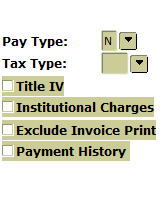 Pay Type: N
Tax Type:
Title IV
Institutional Charges
Exclude Invoice Print
Payment History